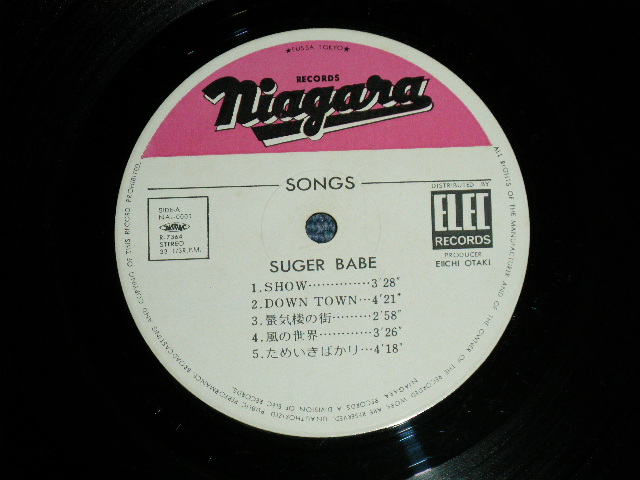 ★FUSSA TOKYO★
RECORDS
Niagara
SONGS
SIDE-A
NAL-0001
R-7364
STEREO
33 1/3R.P.M.
DISTRIBUTED BY
ELEC
RECORDS
PRODUCER
EIICHI OTAKI
SUGER BABE
1.SHOW·············3'28"
2.DOWN TOWN···4'21"
3.蜃気楼の街·········2'58"
4.風の世界············3'26"
5.ためいきばかり···4'18"
ALL RIGHTS OF THE MANUFACTURER AND OF THE OWNER OF THE RECORDED WORK ARE RESERVED. UNAUTHORIZED PUBLIC PERFORMANCE BROADCASTING AND COPYING OF THIS RECORD PROHIBITED.
NIAGARA RECORDS A DIVISION OF ELEC RECORDS.